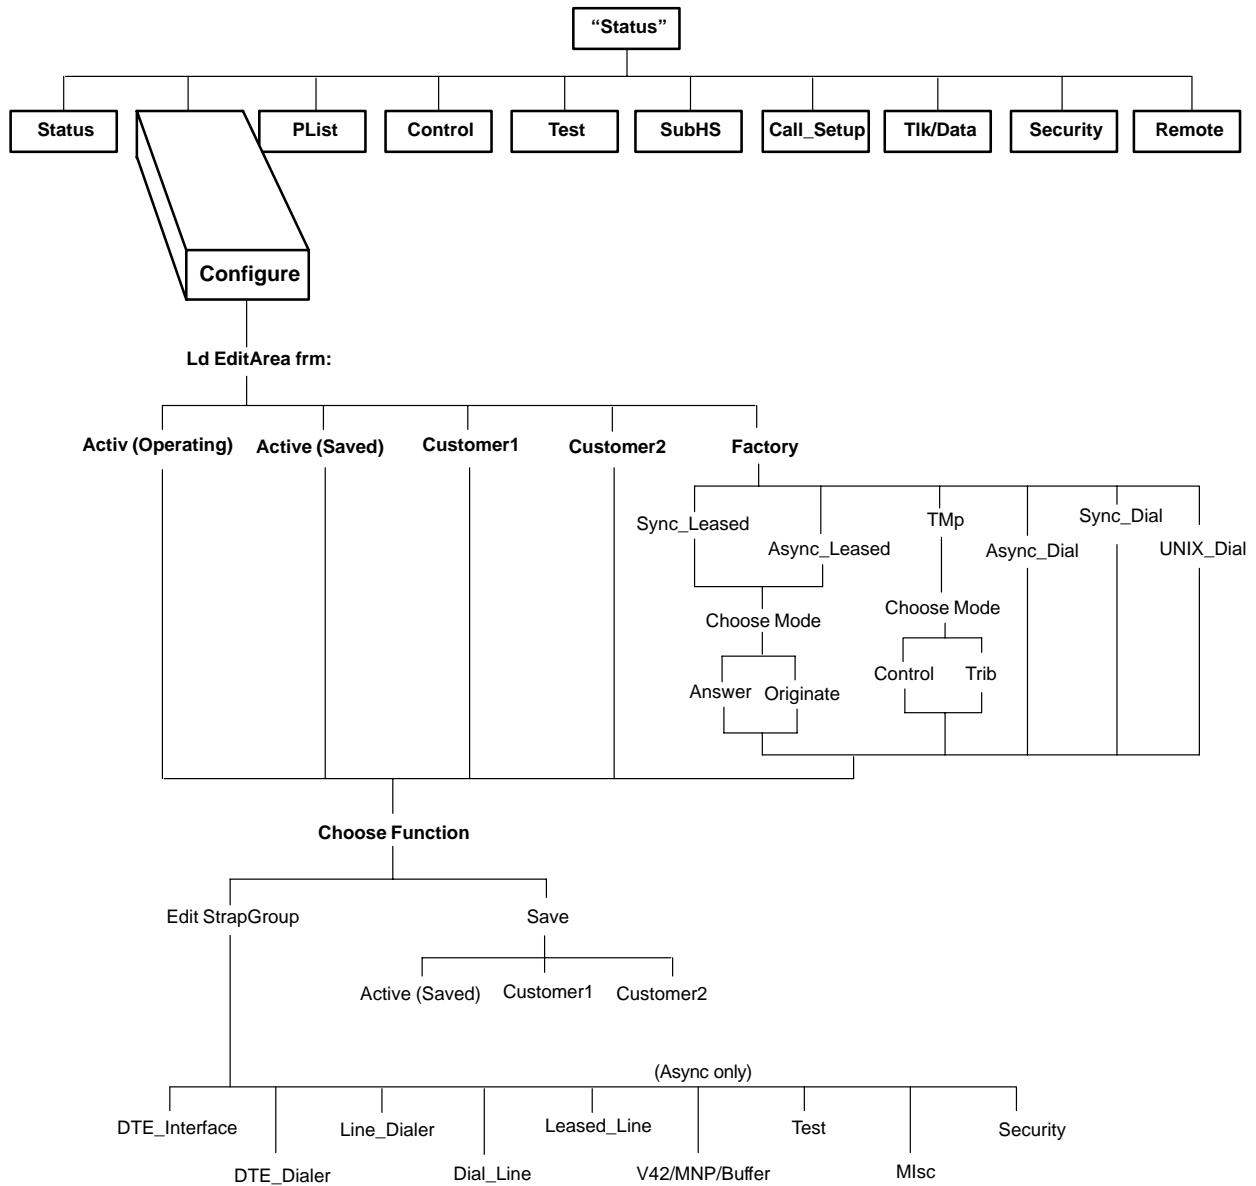 “Status”
Status
PList
Control
Test
SubHS
Call_Setup
Tlk/Data
Security
Remote
Configure
Ld EditArea frm:
Activ (Operating)
Active (Saved)
Customer1
Customer2
Factory
Sync_Leased
Async_Leased
TMp
Async_Dial
Sync_Dial
UNIX_Dial
Choose Mode
Choose Mode
Answer
Originate
Control
Trib
Choose Function
Edit StrapGroup
Save
Active (Saved)
Customer1
Customer2
(Async only)
DTE_Interface
Line_Dialer
Leased_Line
Test
Security
DTE_Dialer
Dial_Line
V42/MNP/Buffer
MIsc